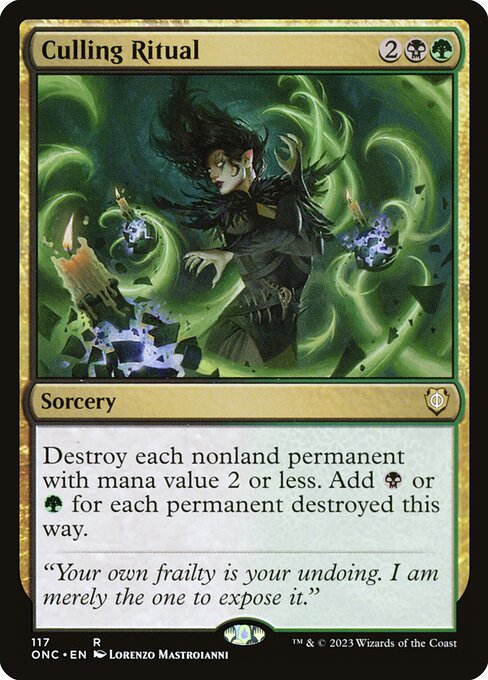 Culling Ritual 2
Sorcery
Destroy each nonland permanent
with mana value 2 or less. Add or
for each permanent destroyed this
way.
“Your own frailty is your undoing. I am
merely the one to expose it.”
117 R
ONC • EN Lorenzo Mastroianni
™ & © 2023 Wizards of the Coast